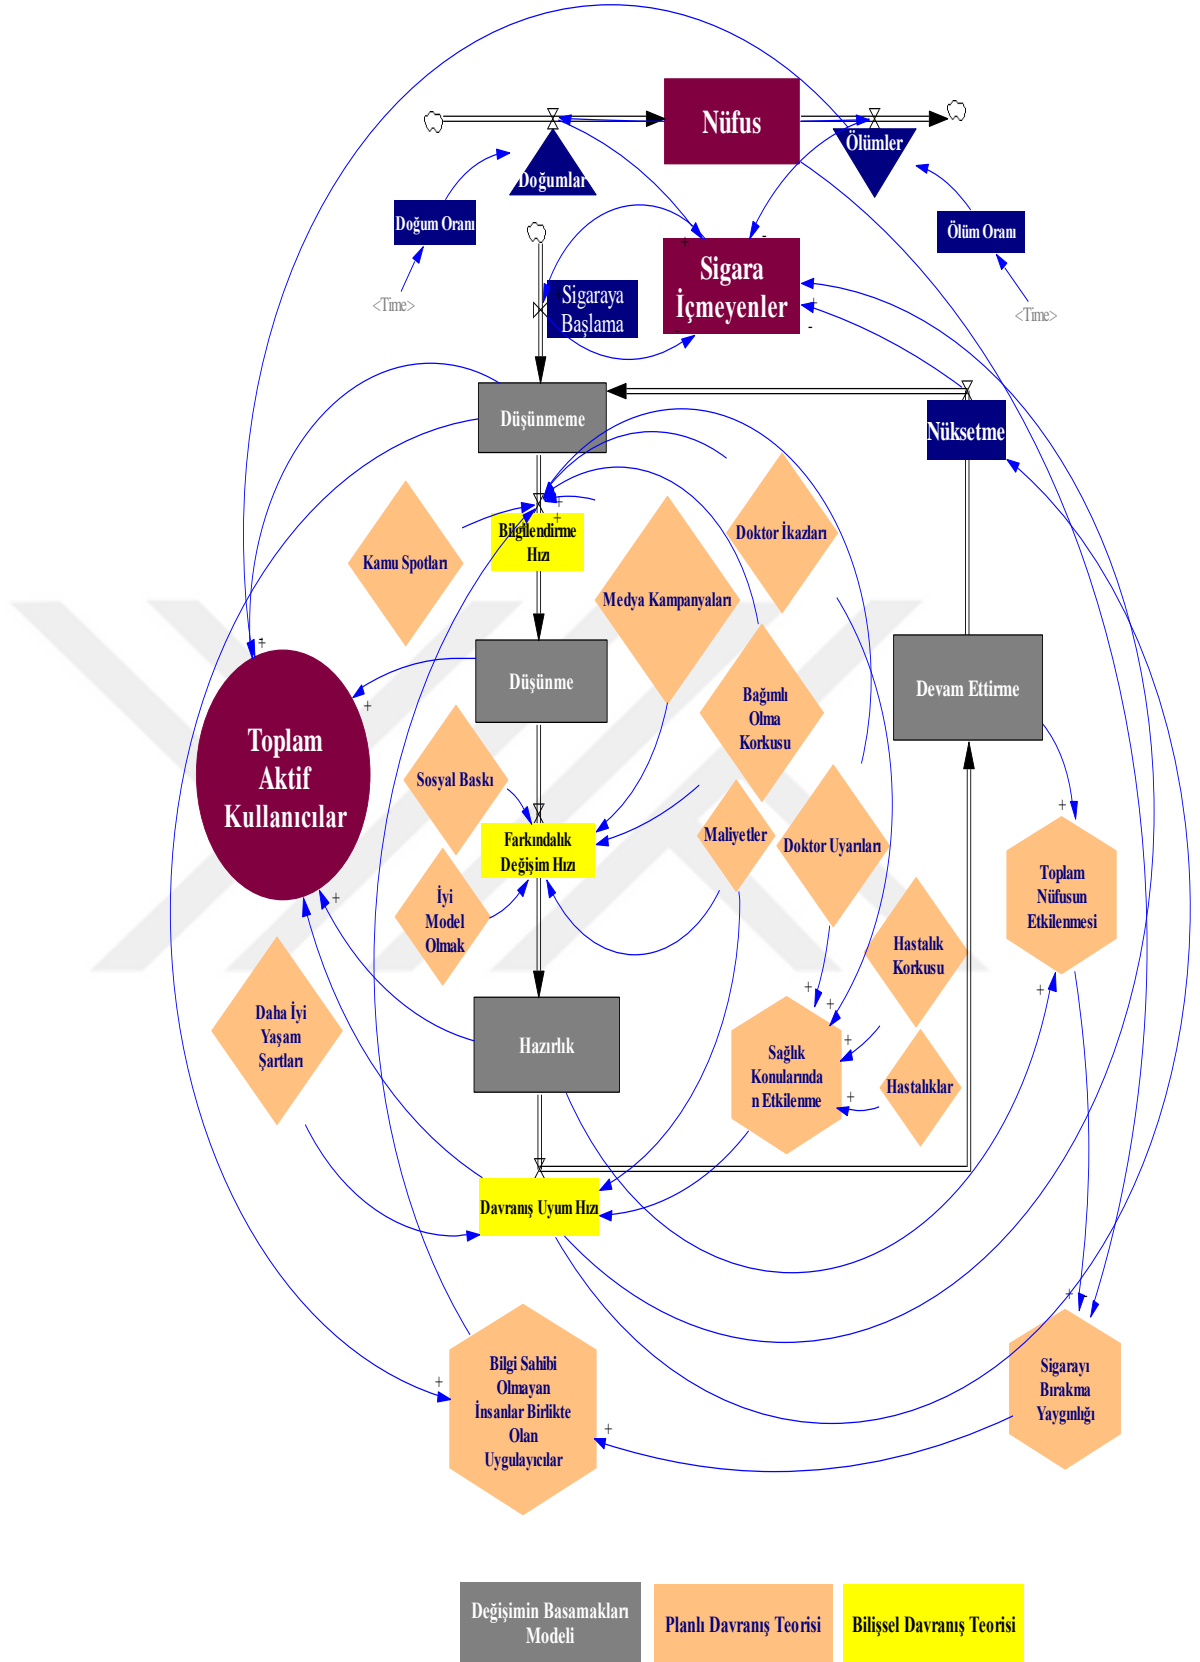 Nüfus
Ölümler
Doğumlar
Doğum Oranı
Ölüm Oranı
<Time>
<Time>
Sigara
İçmeyenler
Sigaraya
Başlama
+
-
+
-
-
Düşünmeme
Nüksetme
Bilgilendirme
Hızı
+
+
Kamu Spotları
Doktor İkazları
Medya Kampanyaları
Düşünme
Devam Ettirme
Bağımlı
Olma
Korkusu
-
+
+
Toplam
Aktif
Kullanıcılar
Sosyal Baskı
Farkındalık
Değişim Hızı
Maliyetler
Doktor Uyarıları
+
Toplam
Nüfusun
Etkilenmesi
İyi
Model
Olmak
+
Hastalık
Korkusu
+
+
+
Daha İyi
Yaşam
Şartları
Hazırlık
Sağlık
Konularında
n Etkilenme
+
+
Hastalıklar
Davranış Uyum Hızı
+
-
Bilgi Sahibi
Olmayan
İnsanlar Birlikte
Olan
Uygulayıcılar
+
+
Sigarayı
Bırakma
Yaygınlığı
Değişimin Basamakları
Modeli
Planlı Davranış Teorisi
Bilişsel Davranış Teorisi